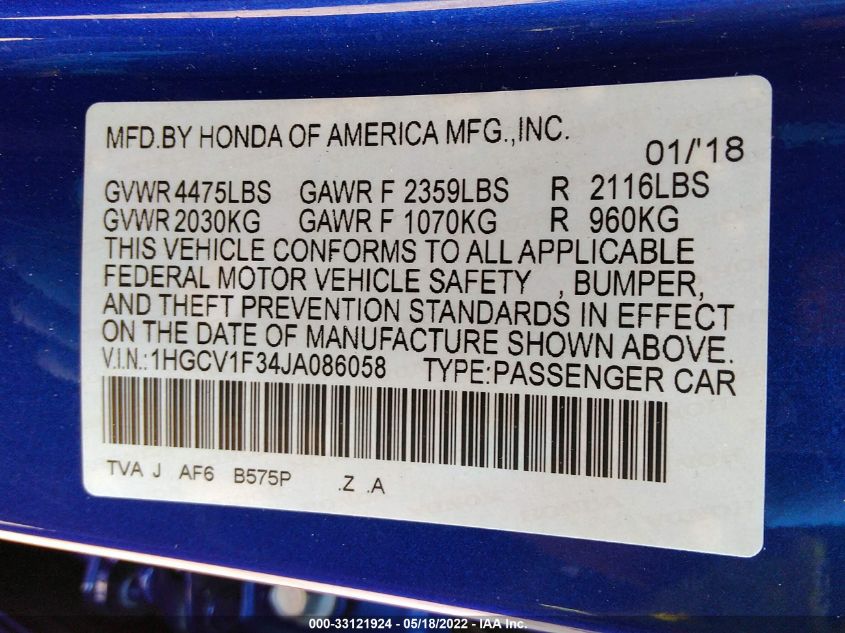 MFD.BY HONDA OF AMERICA MFG.,INC.
01/'18
GVWR 4475LBS GAWR F 2359LBS R 2116LBS
GVWR 2030KG GAWR F 1070KG R 960KG
THIS VEHICLE CONFORMS TO ALL APPLICABLE
FEDERAL MOTOR VEHICLE SAFETY , BUMPER,
AND THEFT PREVENTION STANDARDS IN EFFECT
ON THE DATE OF MANUFACTURE SHOWN ABOVE.
V.I.N.:1HGCV1F34JA086058 TYPE:PASSENGER CAR
TVA J AF6 B575P .Z .A
000-33121924 - 05/18/2022 - IAA, Inc.